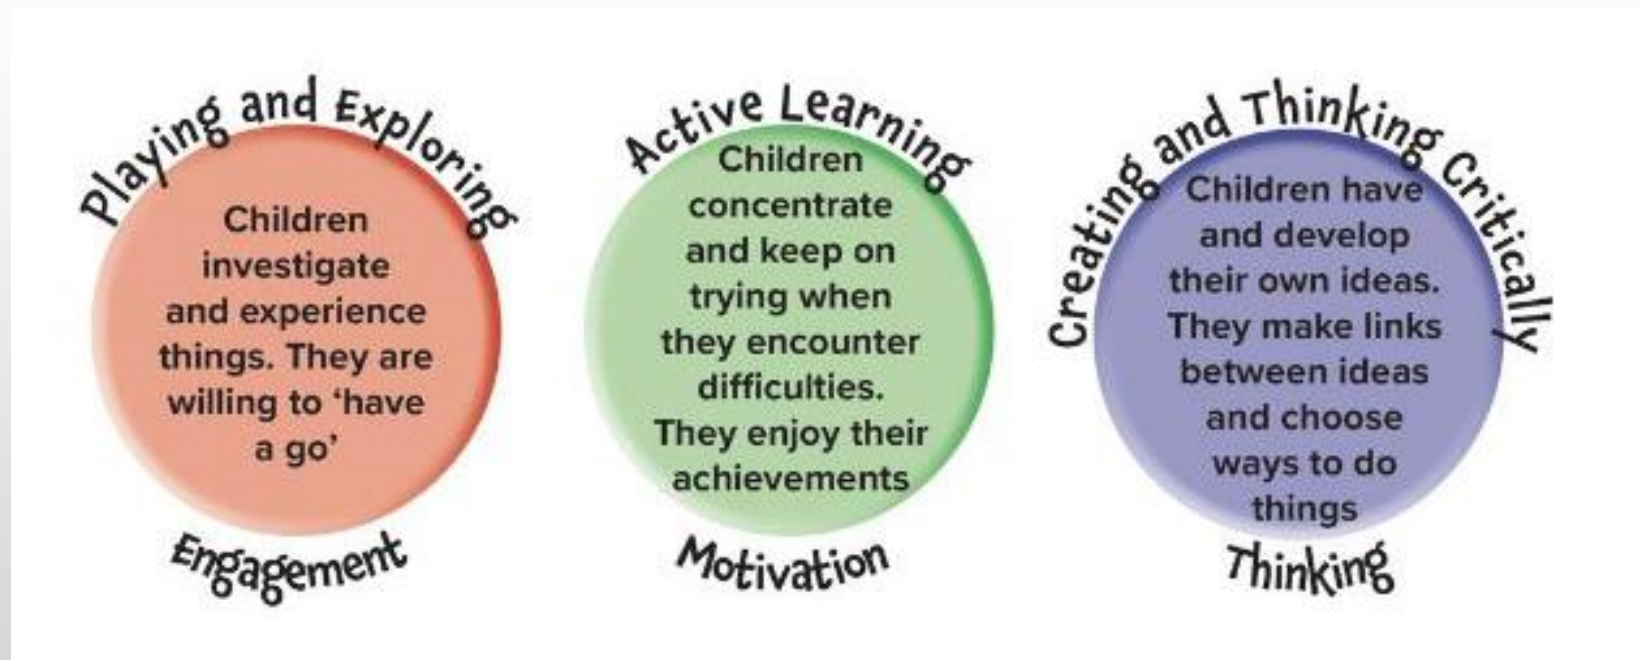 Playing and Exploring
Children
investigate
and experience
things. They are
willing to ‘have
a go’
Engagement
Active Learning
Children
concentrate
and keep on
trying when
they encounter
difficulties.
They enjoy their
achievements
Motivation
Creating and Thinking Critically
Children have
and develop
their own ideas.
They make links
between ideas
and choose
ways to do
things
Thinking